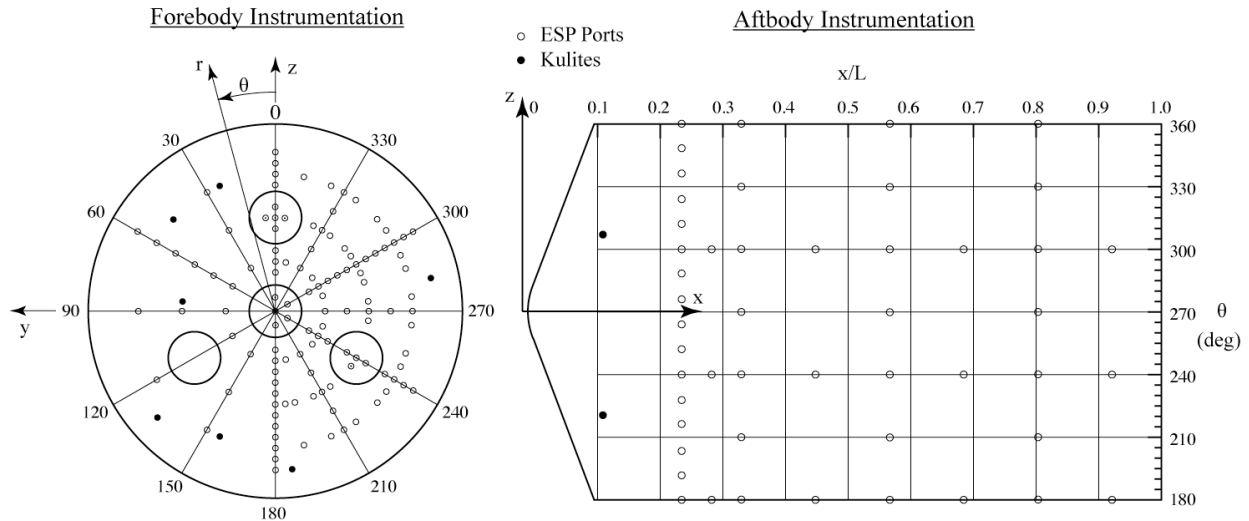 Forebody Instrumentation
Aftbody Instrumentation
ESP Ports
Kulites
r
θ
z
0
30
330
60
300
90
270
y
120
240
150
210
180
x/L
z
0
0.1
0.2
0.3
0.4
0.5
0.6
0.7
0.8
0.9
1.0
360
330
300
x
270
θ
(deg)
240
210
180